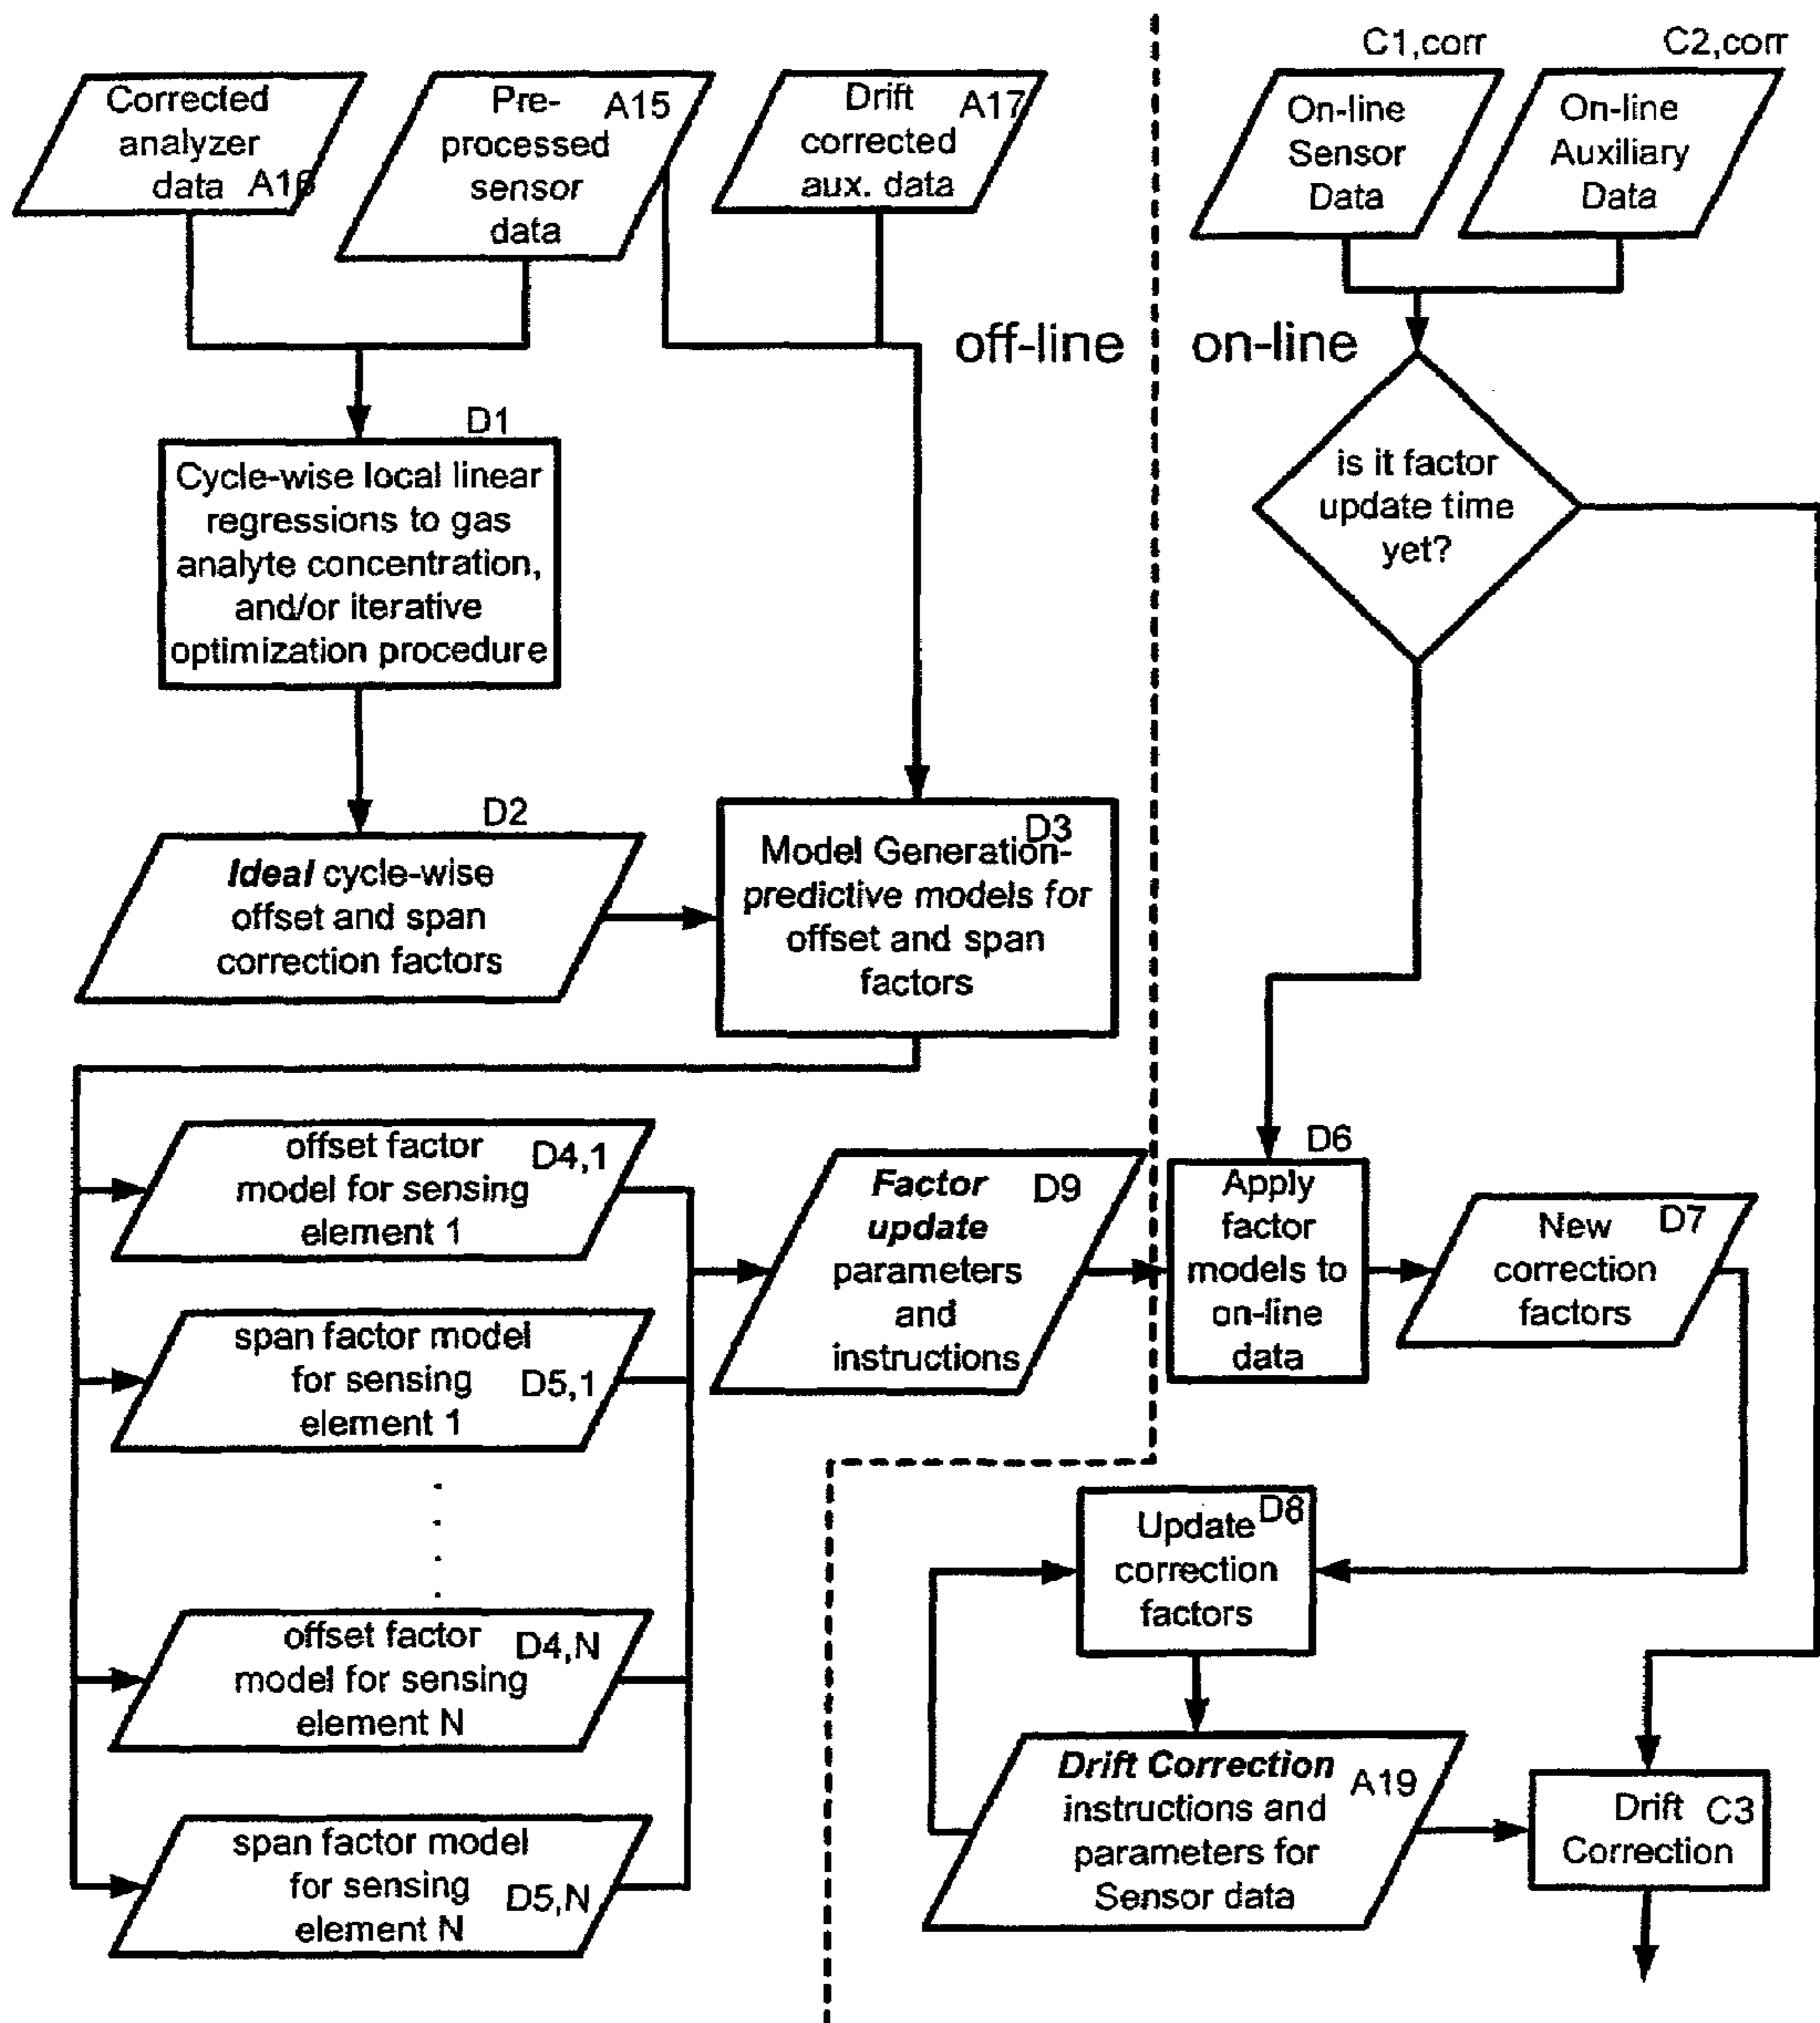 C1,corr
C2,corr
Corrected
analyzer
data A16
Pre-
processed
sensor
data
A15
Drift
corrected
aux. data
A17
On-line
Sensor
Data
On-line
Auxiliary
Data
off-line
on-line
is it factor
update time
yet?
D1
Cycle-wise local linear
regressions to gas
analyte concentration,
and/or iterative
optimization procedure
D2
Ideal cycle-wise
offset and span
correction factors
D3
Model Generation-
predictive models for
offset and span
factors
offset factor
model for sensing
element 1
D4,1
span factor model
for sensing
element 1
D5,1
.
.
.
.
offset factor
model for sensing
element N
D4,N
span factor model
for sensing
element N
D5,N
Factor
update
parameters
and
instructions
D9
D6
Apply
factor
models to
on-line
data
New
correction
factors
D7
Update
correction
factors
D8
Drift Correction
instructions and
parameters for
Sensor data
A19
Drift
Correction
C3